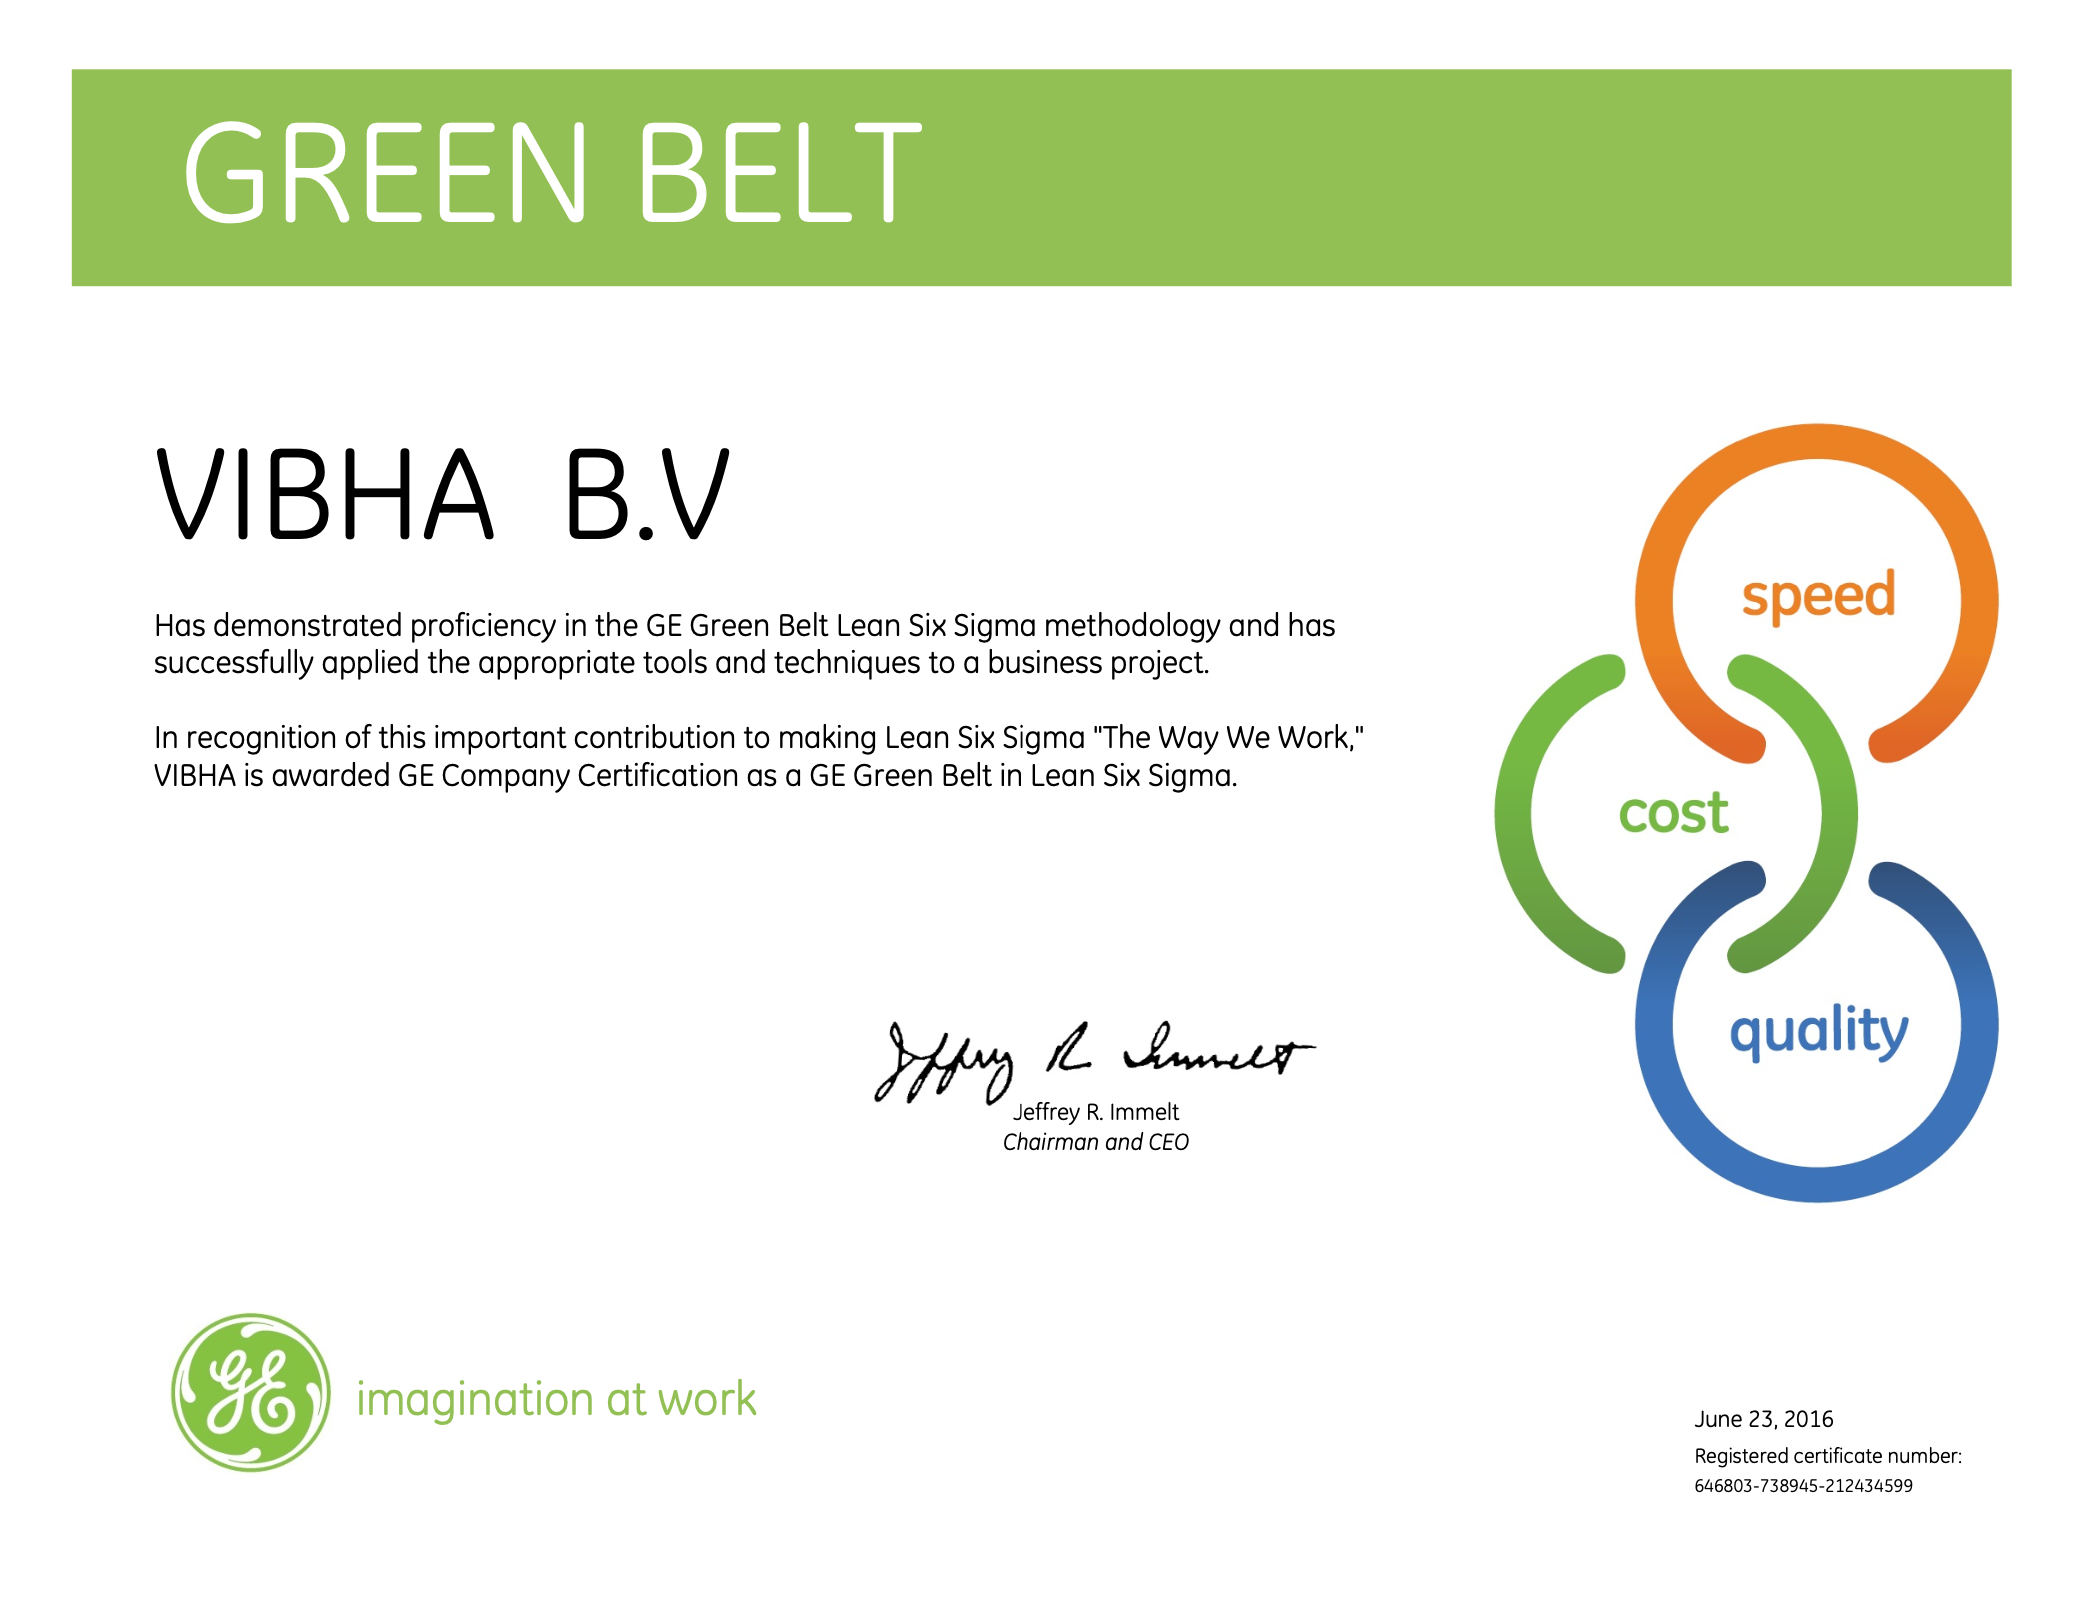 GREEN BELT
VIBHA B.V
Has demonstrated proficiency in the GE Green Belt Lean Six Sigma methodology and has
successfully applied the appropriate tools and techniques to a business project.
In recognition of this important contribution to making Lean Six Sigma "The Way We Work,"
VIBHA is awarded GE Company Certification as a GE Green Belt in Lean Six Sigma.
speed
cost
quality
Jeffrey R Immelt
Jeffrey R. Immelt
Chairman and CEO
GE
imagination at work
June 23, 2016
Registered certificate number:
646803-738945-212434599